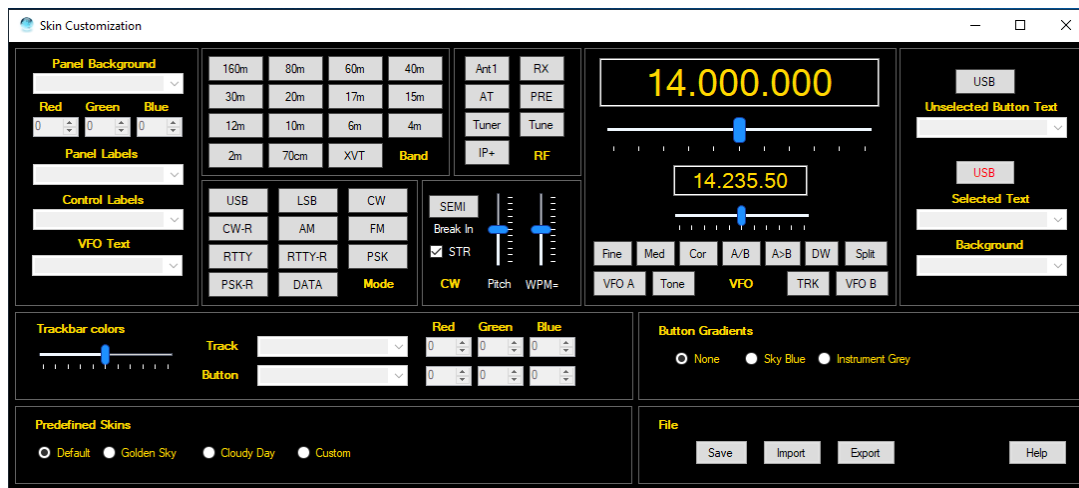 Skin Customization
Panel Background
Red Green Blue
0 0 0
Panel Labels
Control Labels
VFO Text
160m 80m 60m 40m
30m 20m 17m 15m
12m 10m 6m 4m
2m 70cm XVT Band
Ant1 RX
AT PRE
Tuner Tune
IP+ RF
USB LSB CW
CW-R AM FM
RTTY RTTY-R PSK
PSK-R DATA Mode
SEMI
Break In
STR
CW Pitch WPM=
14.000.000
14.235.50
Fine Med Cor A/B A>B DW Split
VFO A Tone VFO TRK VFO B
USB
Unselected Button Text
USB
Selected Text
Background
Trackbar colors
Red Green Blue
Track 0 0 0
Button 0 0 0
Button Gradients
None Sky Blue Instrument Grey
Predefined Skins
Default Golden Sky Cloudy Day Custom
File
Save Import Export Help